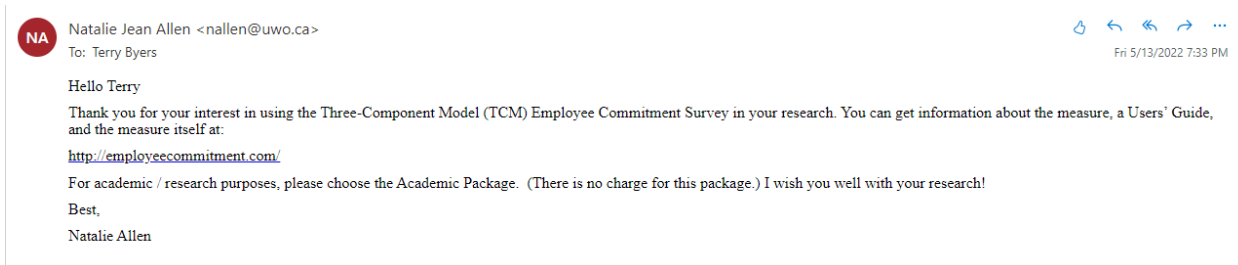 NA
Natalie Jean Allen <nallen@uwo.ca>
To: Terry Byers
Fri 5/13/2022 7:33 PM
Hello Terry
Thank you for your interest in using the Three-Component Model (TCM) Employee Commitment Survey in your research. You can get information about the measure, a Users’ Guide,
and the measure itself at:
http://employeecommitment.com/
For academic / research purposes, please choose the Academic Package.  (There is no charge for this package.) I wish you well with your research!
Best,
Natalie Allen